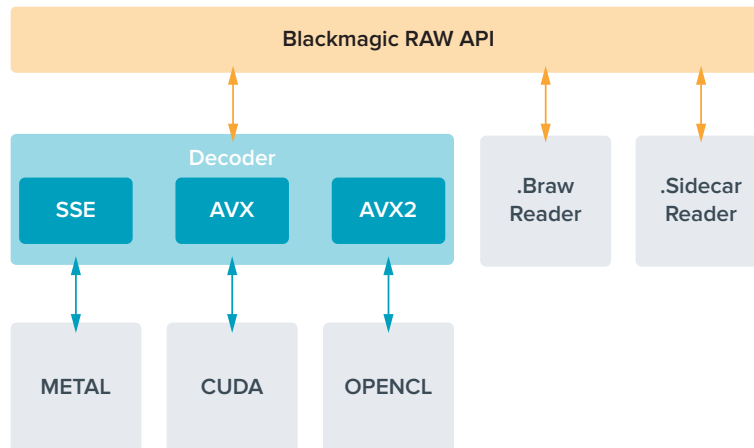 Blackmagic RAW API
Decoder
SSE
AVX
AVX2
.Braw
Reader
.Sidecar
Reader
METAL
CUDA
OPENCL